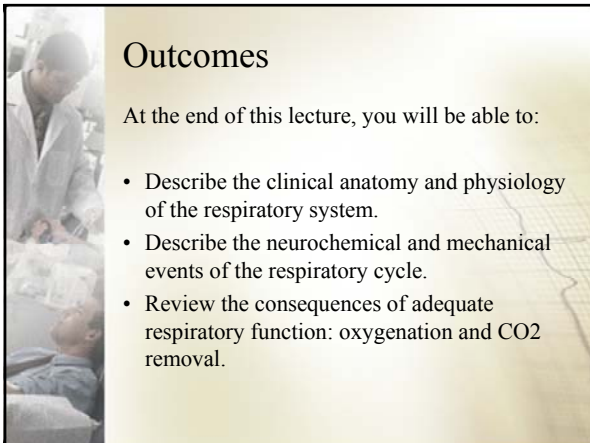 Outcomes
At the end of this lecture, you will be able to:
• Describe the clinical anatomy and physiology
of the respiratory system.
• Describe the neurochemical and mechanical
events of the respiratory cycle.
• Review the consequences of adequate
respiratory function: oxygenation and CO2
removal.